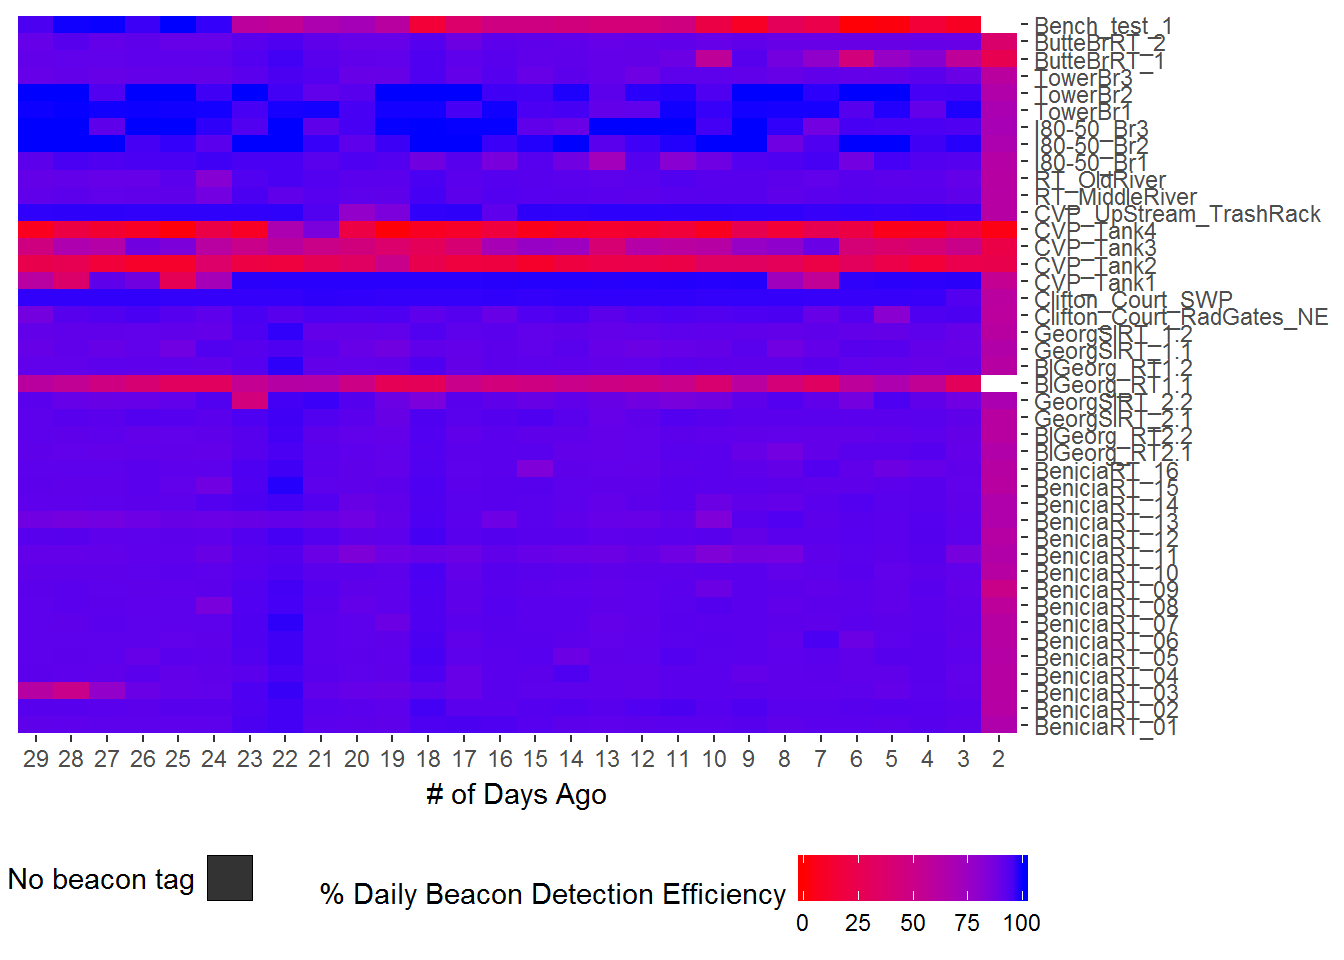 Bench_test_1
ButteBrRT_2
ButteBrRT_1
TowerBr3
TowerBr2
TowerBr1
I80-50_Br3
I80-50_Br2
I80-50_Br1
RT_OldRiver
RT_MiddleRiver
CVP_UpStream_TrashRack
CVP_Tank4
CVP_Tank3
CVP_Tank2
CVP_Tank1
Clifton_Court_SWP
Clifton_Court_RadGates_NE
GeorgSlRT_1.2
GeorgSlRT_1.1
BlGeorg_RT1.2
BlGeorg_RT1.1
GeorgSlRT_2.2
GeorgSlRT_2.1
BlGeorg_RT2.2
BlGeorg_RT2.1
BeniciaRT_16
BeniciaRT_15
BeniciaRT_14
BeniciaRT_13
BeniciaRT_12
BeniciaRT_11
BeniciaRT_10
BeniciaRT_09
BeniciaRT_08
BeniciaRT_07
BeniciaRT_06
BeniciaRT_05
BeniciaRT_04
BeniciaRT_03
BeniciaRT_02
BeniciaRT_01
29 28 27 26 25 24 23 22 21 20 19 18 17 16 15 14 13 12 11 10 9 8 7 6 5 4 3 2
# of Days Ago
No beacon tag
% Daily Beacon Detection Efficiency
0 25 50 75 100